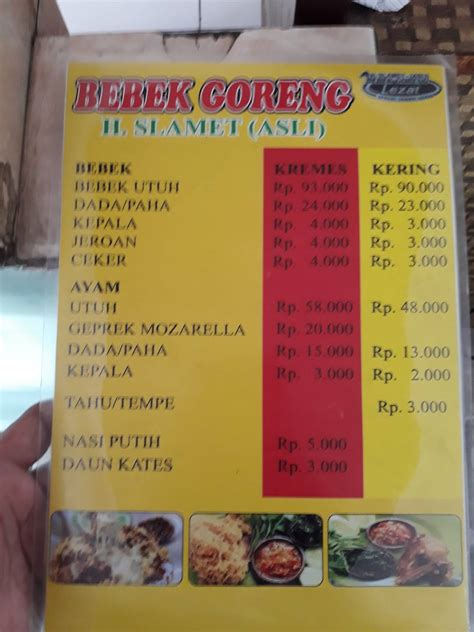 BEBEK GORENG
Lezat
H. SLAMET (ASLI)
BEBEK KREMES KERING
BEBEK UTUH Rp. 93.000 Rp. 90.000
DADA/PAHA Rp. 24.000 Rp. 23.000
KEPALA Rp. 4.000 Rp. 3.000
JEROAN Rp. 4.000 Rp. 3.000
CEKER Rp. 4.000 Rp. 3.000
AYAM
UTUH Rp. 58.000 Rp. 48.000
GEPREK MOZARELLA Rp. 20.000
DADA/PAHA Rp. 15.000 Rp. 13.000
KEPALA Rp. 3.000 Rp. 2.000
TAHU/TEMPE Rp. 3.000
NASI PUTIH Rp. 5.000
DAUN KATES Rp. 3.000